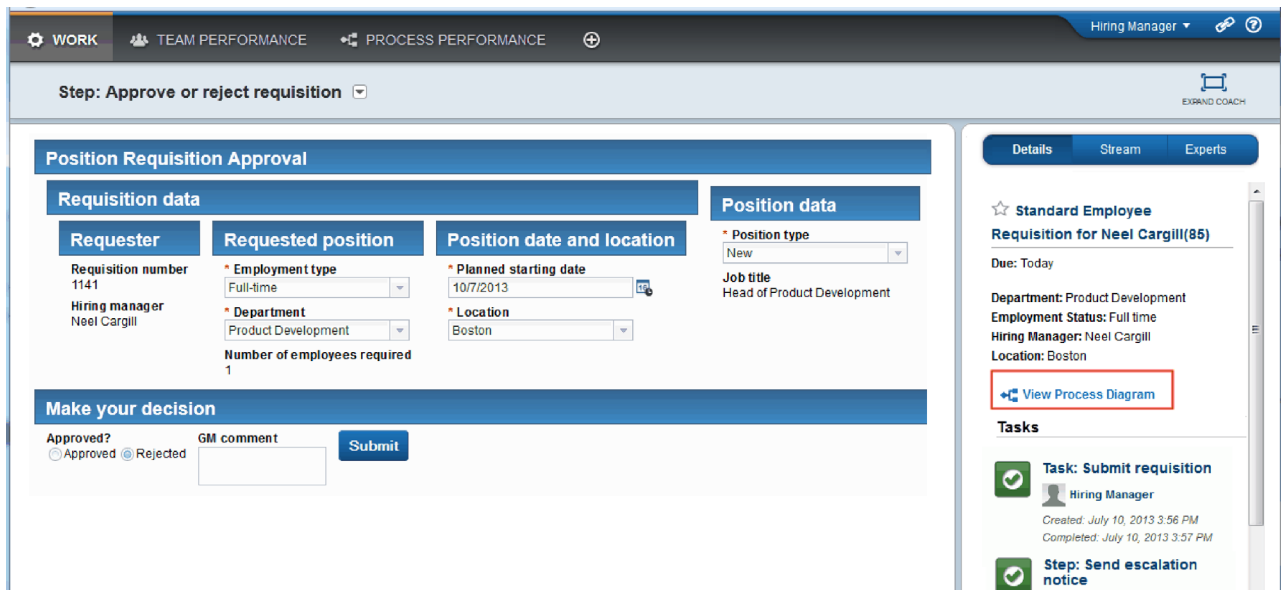 WORK
TEAM PERFORMANCE
PROCESS PERFORMANCE
Hiring Manager
Step: Approve or reject requisition
EXPAND COACH
Position Requisition Approval
Requisition data
Requester
Requisition number
1141
Hiring manager
Neel Cargill
Requested position
* Employment type
Full-time
* Department
Product Development
Number of employees required
1
Position date and location
* Planned starting date
10/7/2013
* Location
Boston
Position data
* Position type
New
Job title
Head of Product Development
Make your decision
Approved?
Approved Rejected
GM comment
Submit
Details Stream Experts
Standard Employee
Requisition for Neel Cargill(85)
Due: Today
Department: Product Development
Employment Status: Full time
Hiring Manager: Neel Cargill
Location: Boston
View Process Diagram
Tasks
Task: Submit requisition
Hiring Manager
Created: July 10, 2013 3:56 PM
Completed: July 10, 2013 3:57 PM
Step: Send escalation
notice